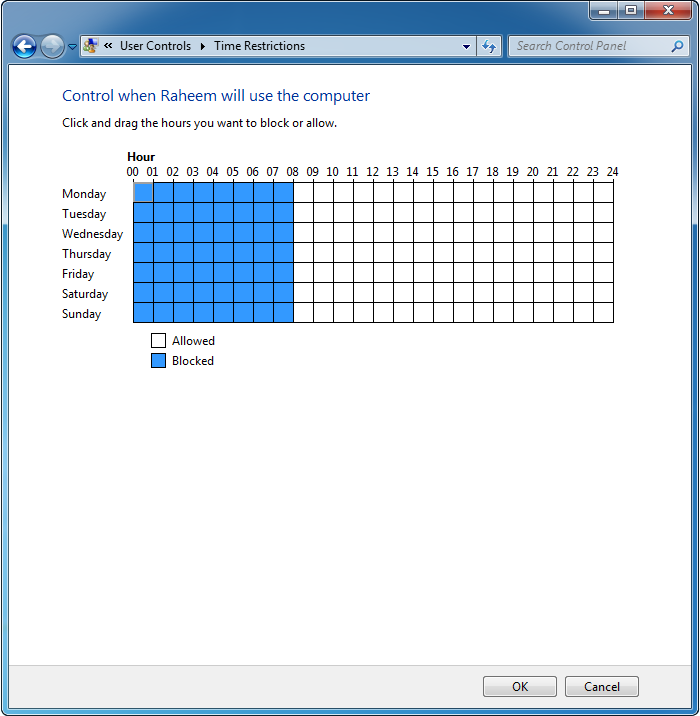 « User Controls ▸ Time Restrictions
Search Control Panel
Control when Raheem will use the computer
Click and drag the hours you want to block or allow.
Hour
00 01 02 03 04 05 06 07 08 09 10 11 12 13 14 15 16 17 18 19 20 21 22 23 24
Monday
Tuesday
Wednesday
Thursday
Friday
Saturday
Sunday
Allowed
Blocked
OK Cancel